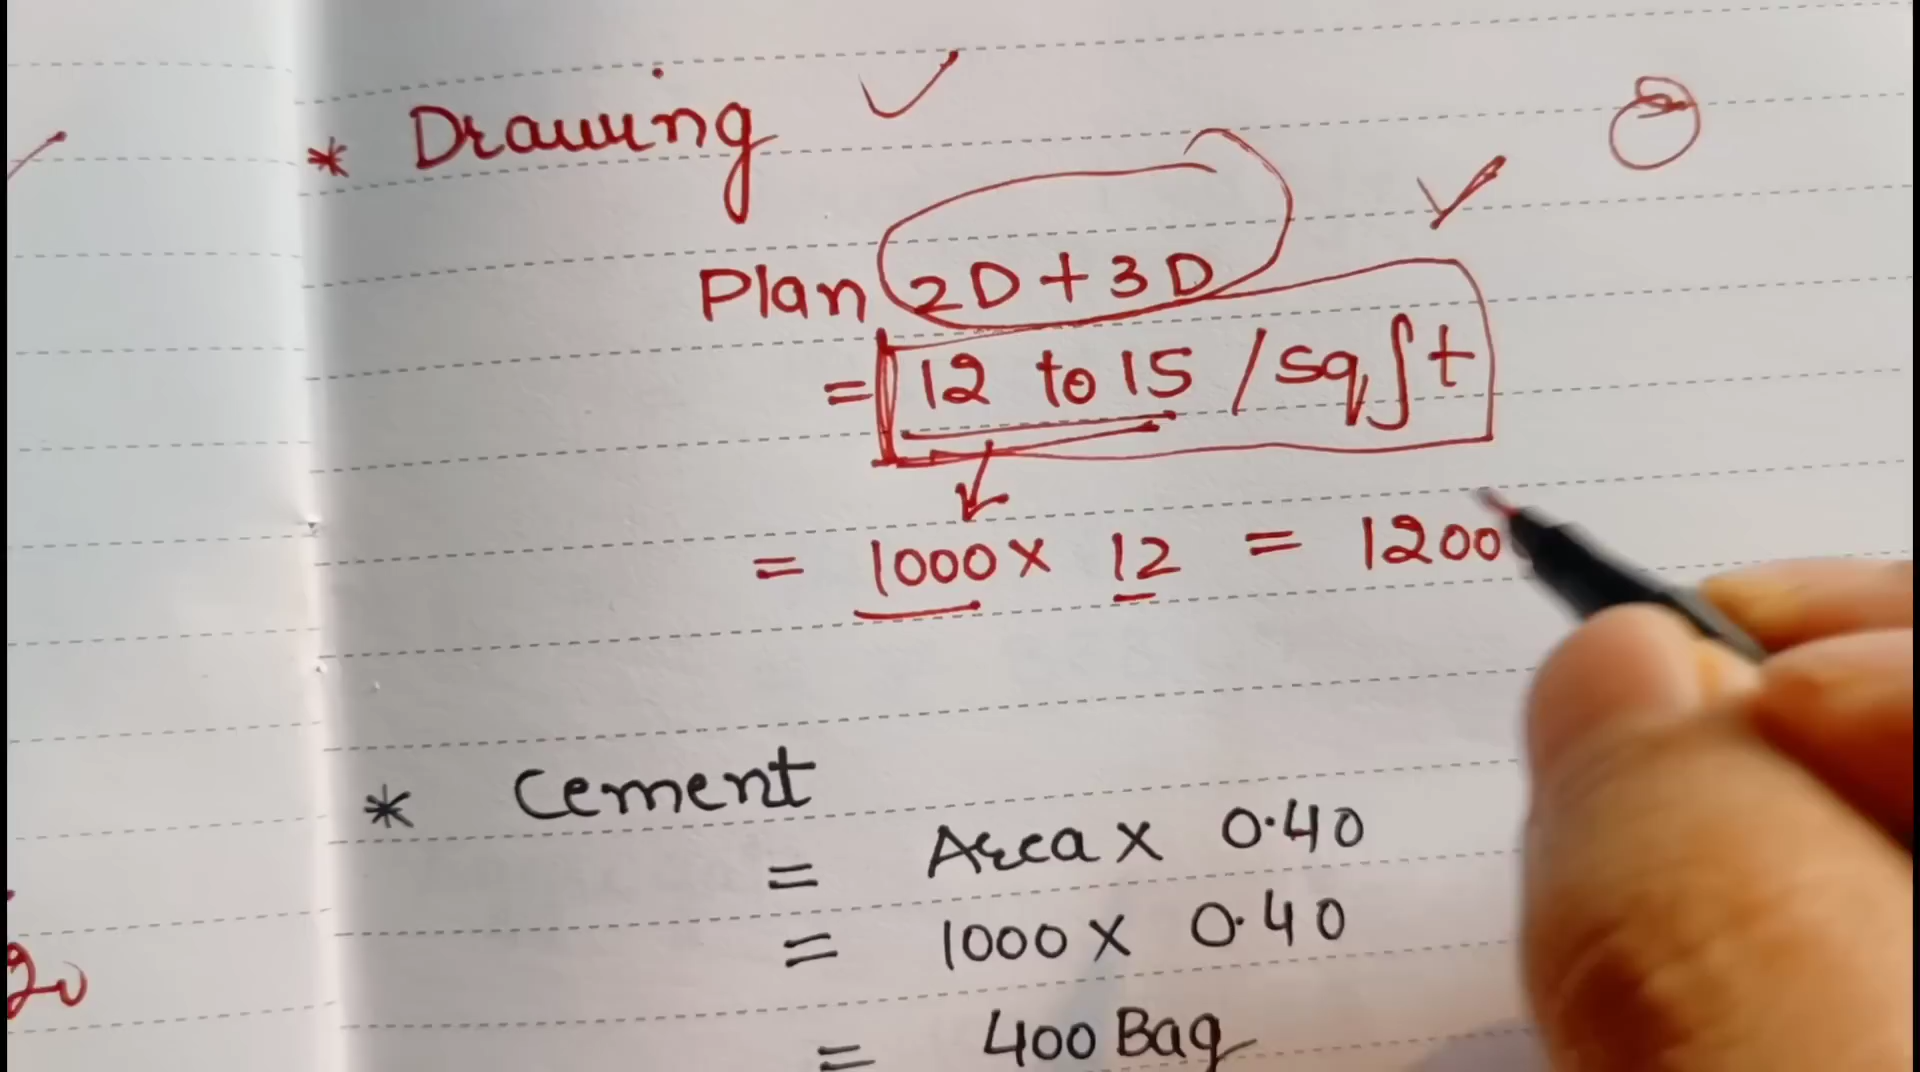 * Drawing
Plan 2D + 3D
= 12 to 15 / sqft
= 1000 x 12 = 1200
* Cement
= Area x 0.40
= 1000 x 0.40
= 400 Bag